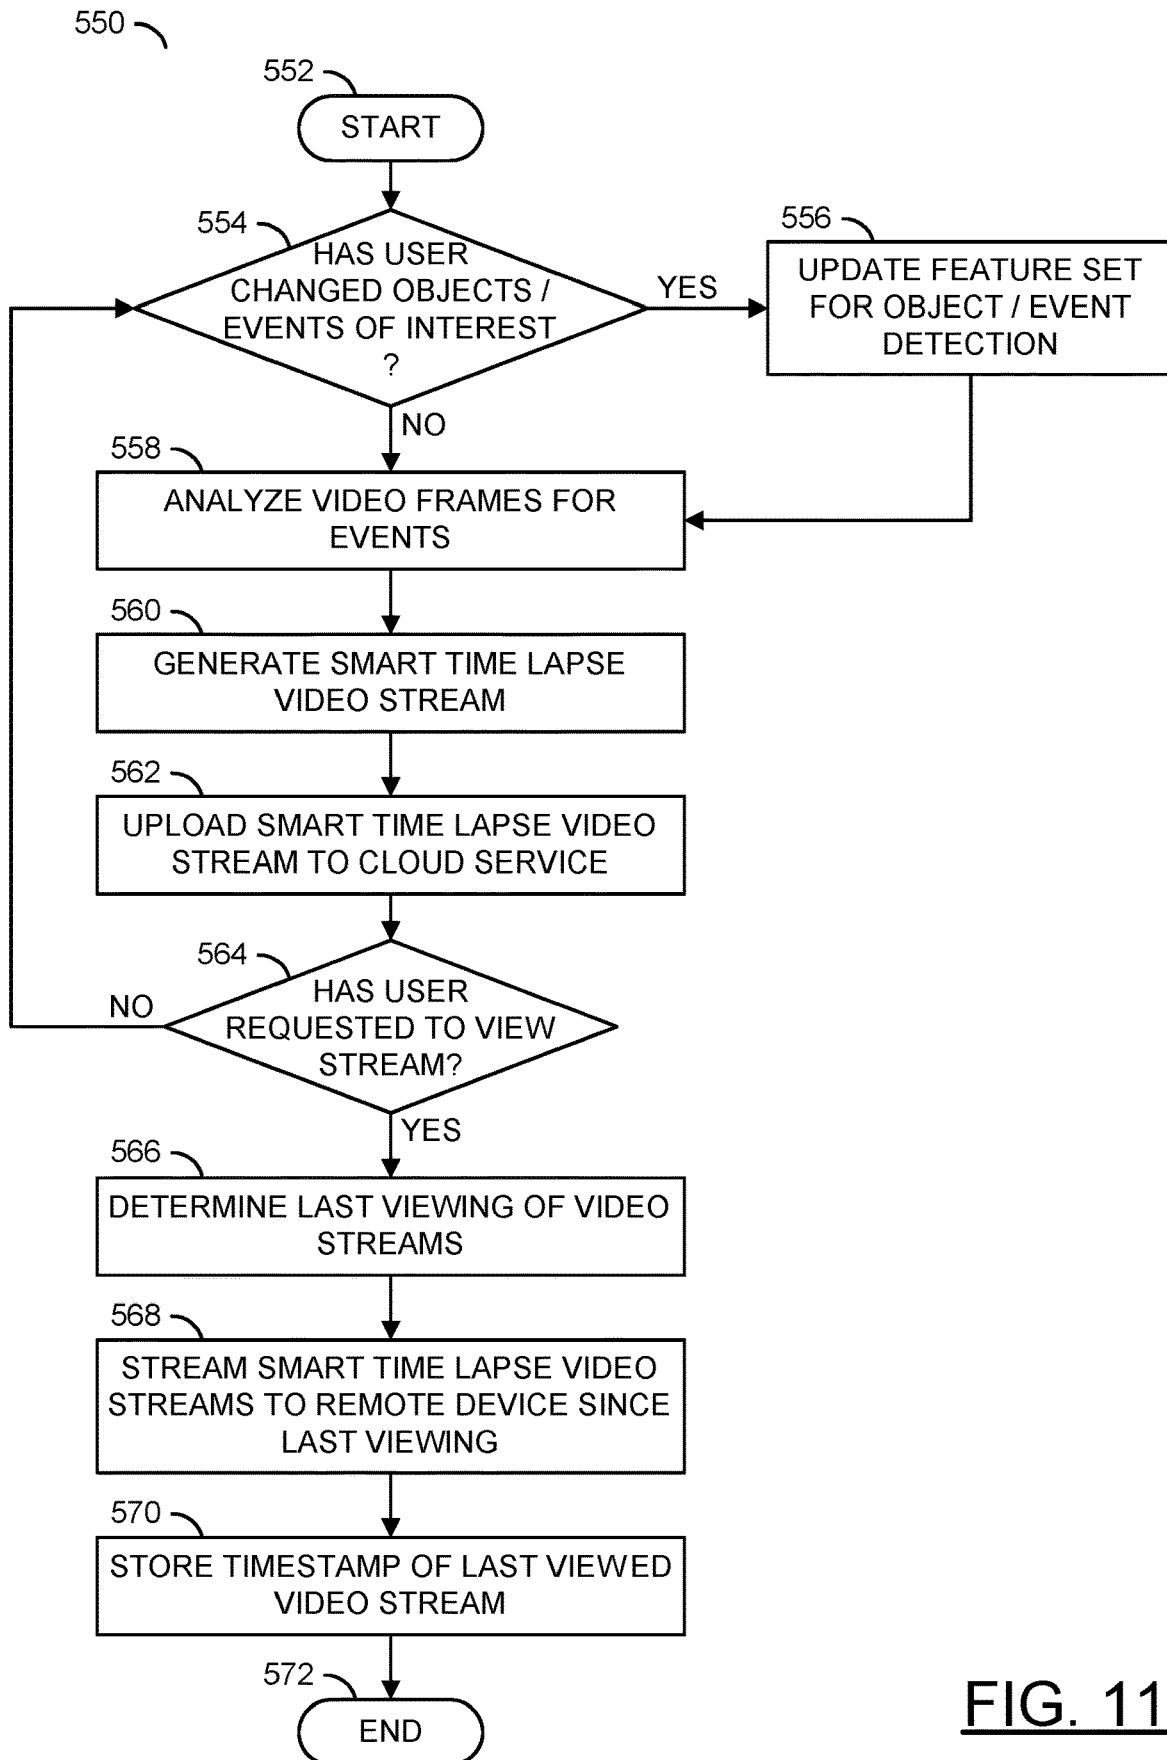 550
552
START
554
HAS USER
CHANGED OBJECTS /
EVENTS OF INTEREST
?
YES
556
UPDATE FEATURE SET
FOR OBJECT / EVENT
DETECTION
NO
558
ANALYZE VIDEO FRAMES FOR
EVENTS
560
GENERATE SMART TIME LAPSE
VIDEO STREAM
562
UPLOAD SMART TIME LAPSE VIDEO
STREAM TO CLOUD SERVICE
564
HAS USER
REQUESTED TO VIEW
STREAM?
NO
YES
566
DETERMINE LAST VIEWING OF VIDEO
STREAMS
568
STREAM SMART TIME LAPSE VIDEO
STREAMS TO REMOTE DEVICE SINCE
LAST VIEWING
570
STORE TIMESTAMP OF LAST VIEWED
VIDEO STREAM
572
END
FIG. 11